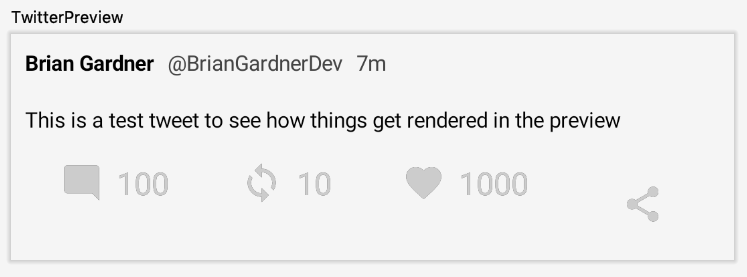 TwitterPreview
Brian Gardner @BrianGardnerDev 7m
This is a test tweet to see how things get rendered in the preview
100 10 1000